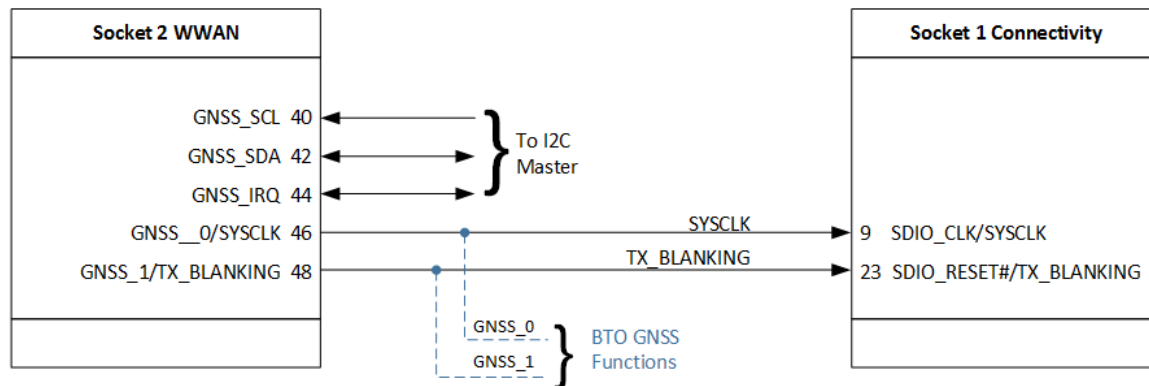 Socket 2 WWAN
Socket 1 Connectivity
GNSS_SCL 40
GNSS_SDA 42
To I2C
Master
GNSS_IRQ 44
GNSS__0/SYSCLK 46
SYSCLK
9 SDIO_CLK/SYSCLK
GNSS_1/TX_BLANKING 48
TX_BLANKING
23 SDIO_RESET#/TX_BLANKING
GNSS_0
GNSS_1
BTO GNSS
Functions